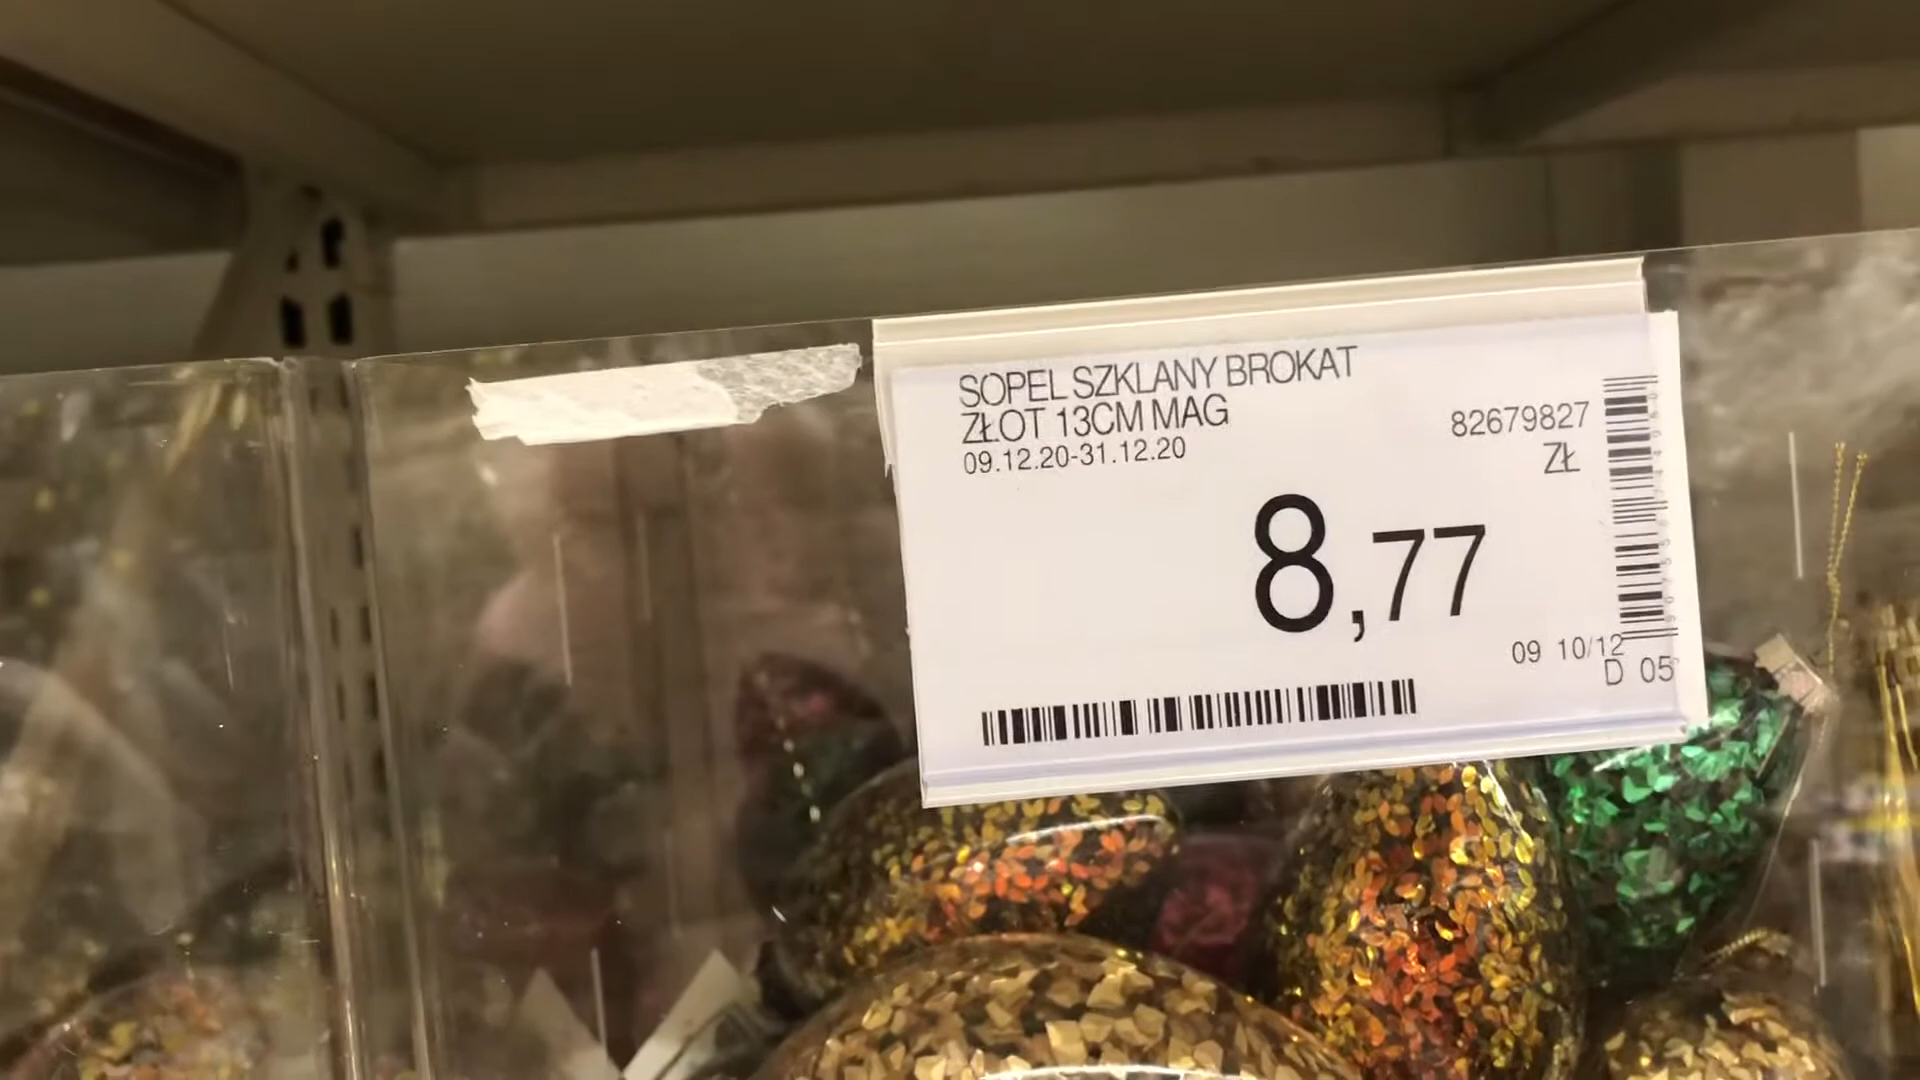 SOPEL SZKLANY BROKAT
ZŁOT 13CM MAG
09.12.20-31.12.20
82679827
ZŁ
8,77
09 10/12
D 05